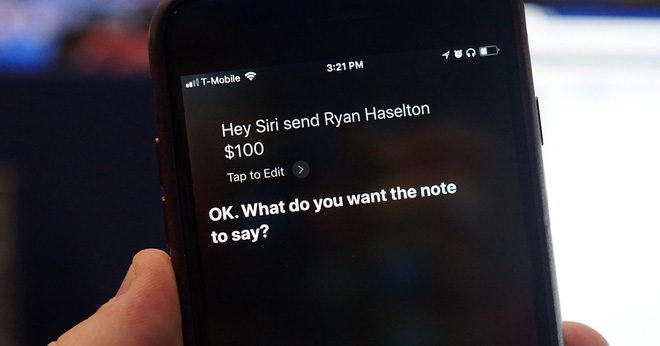 T-Mobile
3:21 PM
Hey Siri send Ryan Haselton
$100
Tap to Edit
OK. What do you want the note
to say?